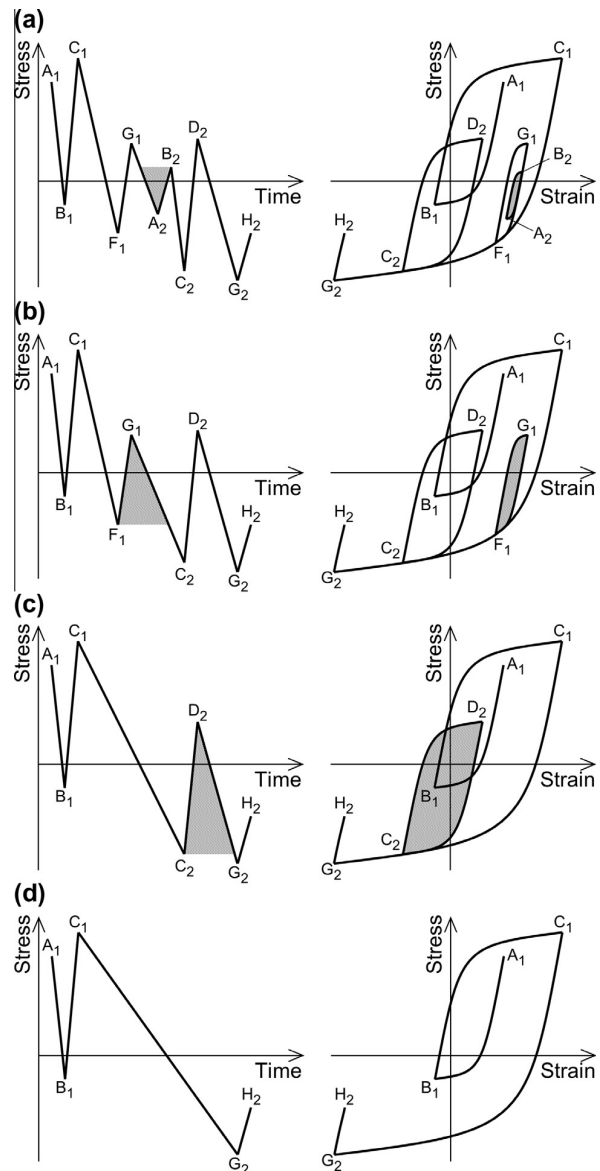 (a)
Stress
A1
C1
B1
F1
G1
A2
B2
D2
C2
G2
H2
Time
Stress
C1
A1
D2
G1
B2
B1
H2
A2
C2
F1
G2
Strain
(b)
Stress
C1
A1
G1
D2
B1
F1
H2
C2
G2
Time
Stress
C1
A1
D2
G1
B1
H2
C2
F1
G2
Strain
(c)
Stress
C1
A1
D2
B1
H2
C2
G2
Time
Stress
C1
A1
D2
B1
H2
C2
G2
Strain
(d)
Stress
C1
A1
B1
H2
G2
Time
Stress
C1
A1
B1
H2
G2
Strain